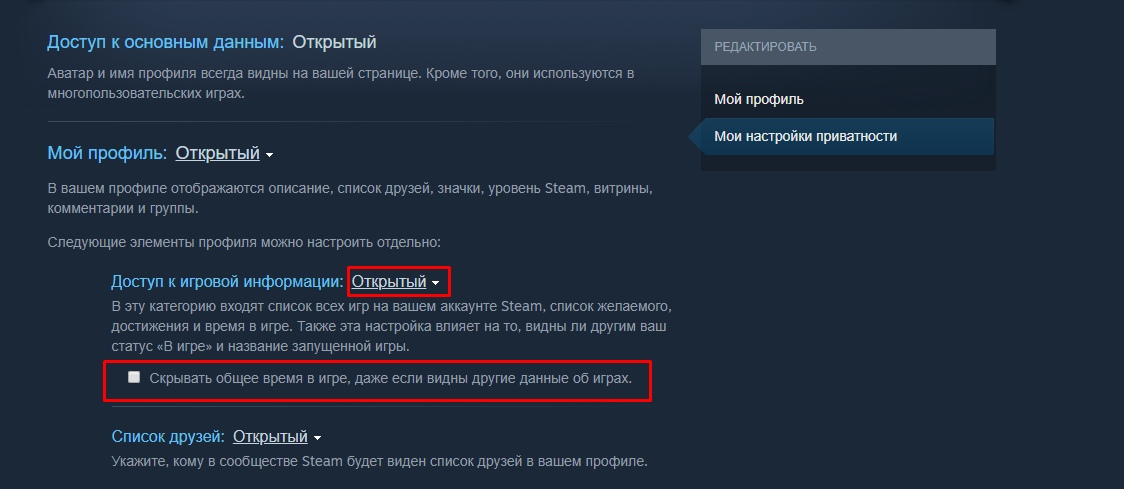 Доступ к основным данным: Открытый
Аватар и имя профиля всегда видны на вашей странице. Кроме того, они используются в
многопользовательских играх.
Мой профиль: Открытый
В вашем профиле отображаются описание, список друзей, значки, уровень Steam, витрины,
комментарии и группы.
Следующие элементы профиля можно настроить отдельно:
Доступ к игровой информации: Открытый
В эту категорию входят список всех игр на вашем аккаунте Steam, список желаемого,
достижения и время в игре. Также эта настройка влияет на то, видны ли другим ваш
статус «В игре» и название запущенной игры.
Скрывать общее время в игре, даже если видны другие данные об играх.
Список друзей: Открытый
Укажите, кому в сообществе Steam будет виден список друзей в вашем профиле.
РЕДАКТИРОВАТЬ
Мой профиль
Мои настройки приватности